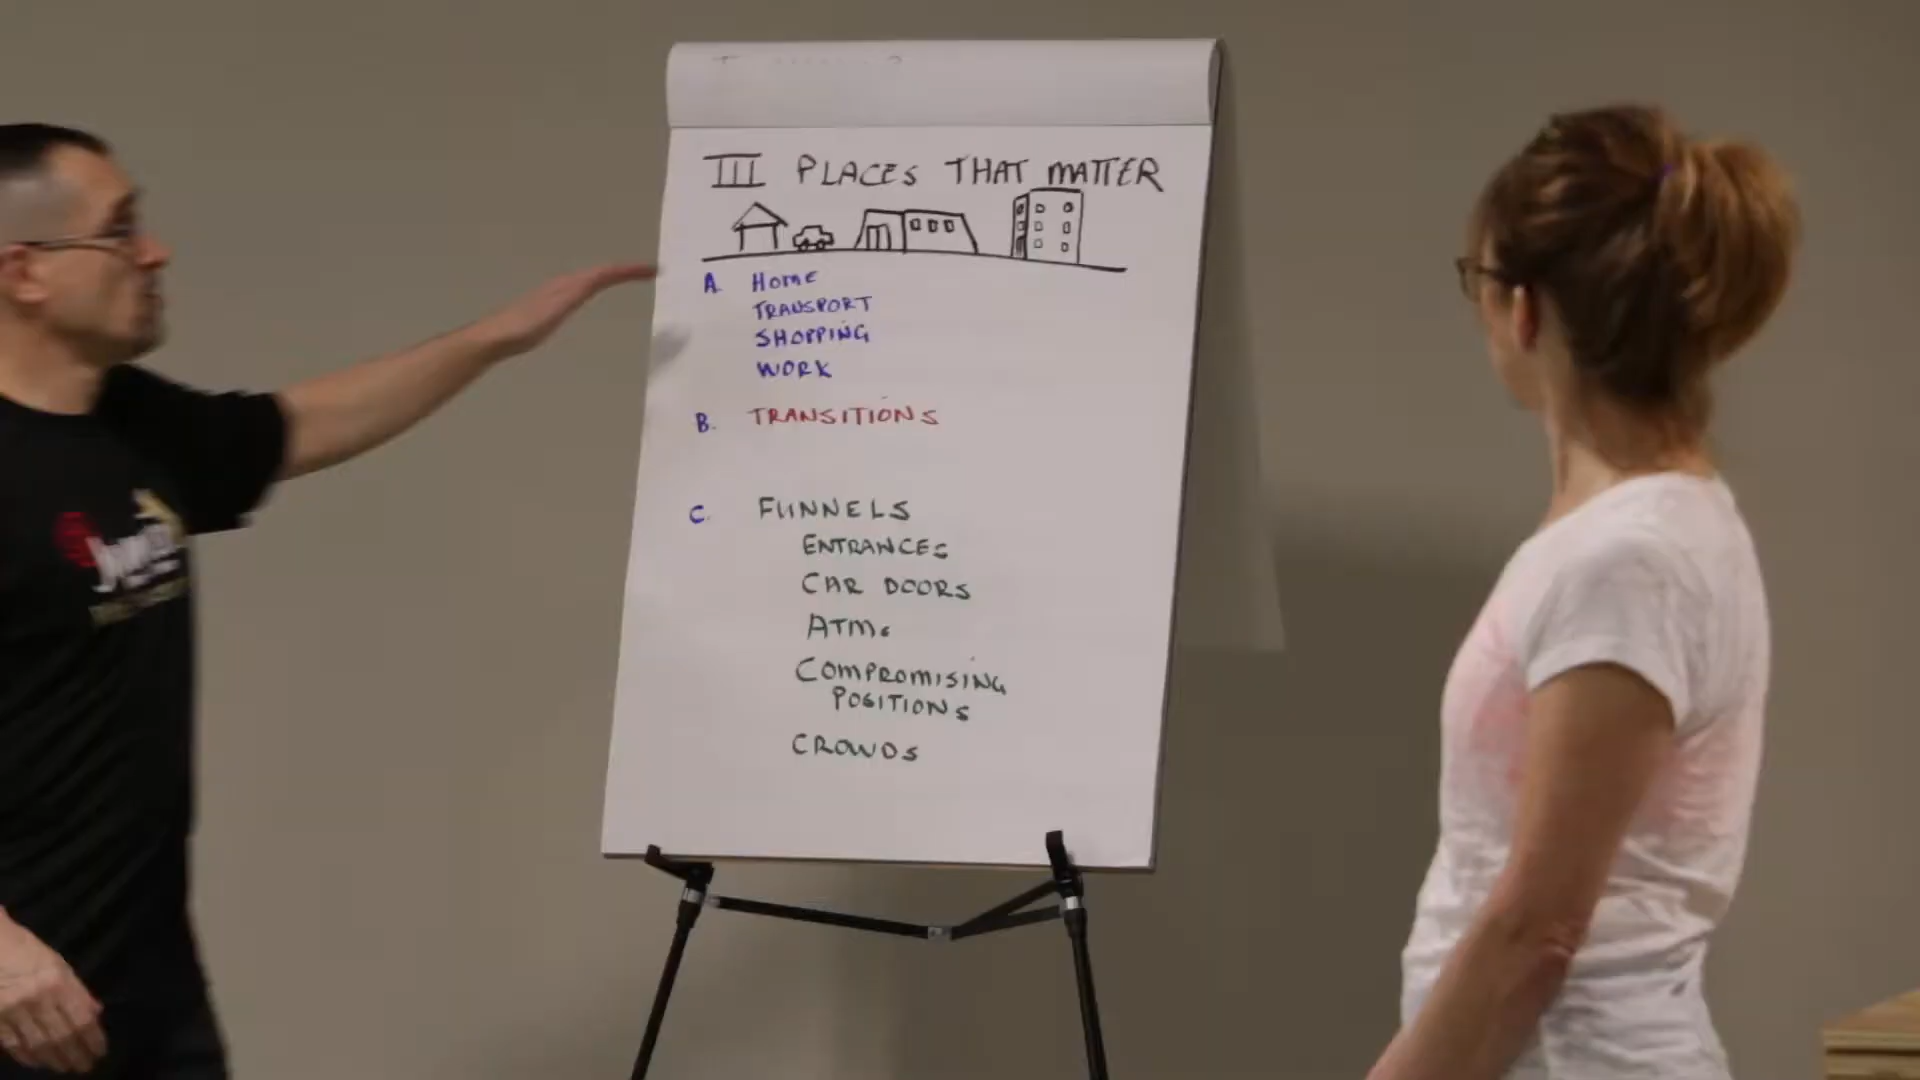 III PLACES THAT MATTER
A. HOME
TRANSPORT
SHOPPING
WORK
B. TRANSITIONS
C. FUNNELS
ENTRANCES
CAR DOORS
ATMs
COMPROMISING
POSITIONS
CROWDS